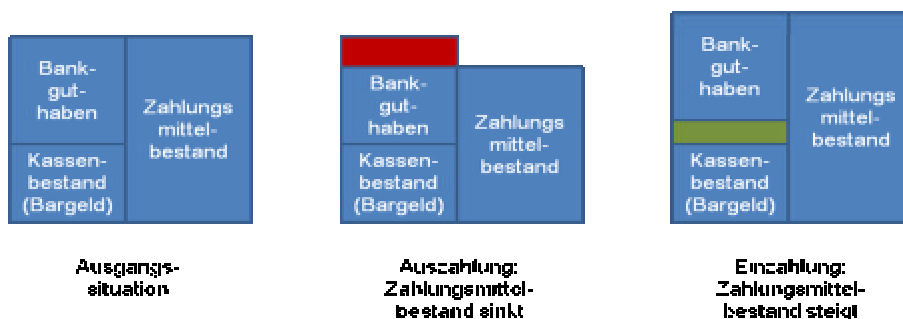 Bank-
gut-
haben
Zahlungs
mittel-
bestand
Kassen-
bestand
(Bargeld)
Ausgangs-
situation
Bank-
gut-
haben
Zahlungs
mittel-
bestand
Kassen-
bestand
(Bargeld)
Auszahlung:
Zahlungsmittel-
bestand sinkt
Bank-
gut-
haben
Zahlungs
mittel-
bestand
Kassen-
bestand
(Bargeld)
Einzahlung:
Zahlungsmittel-
bestand steigt